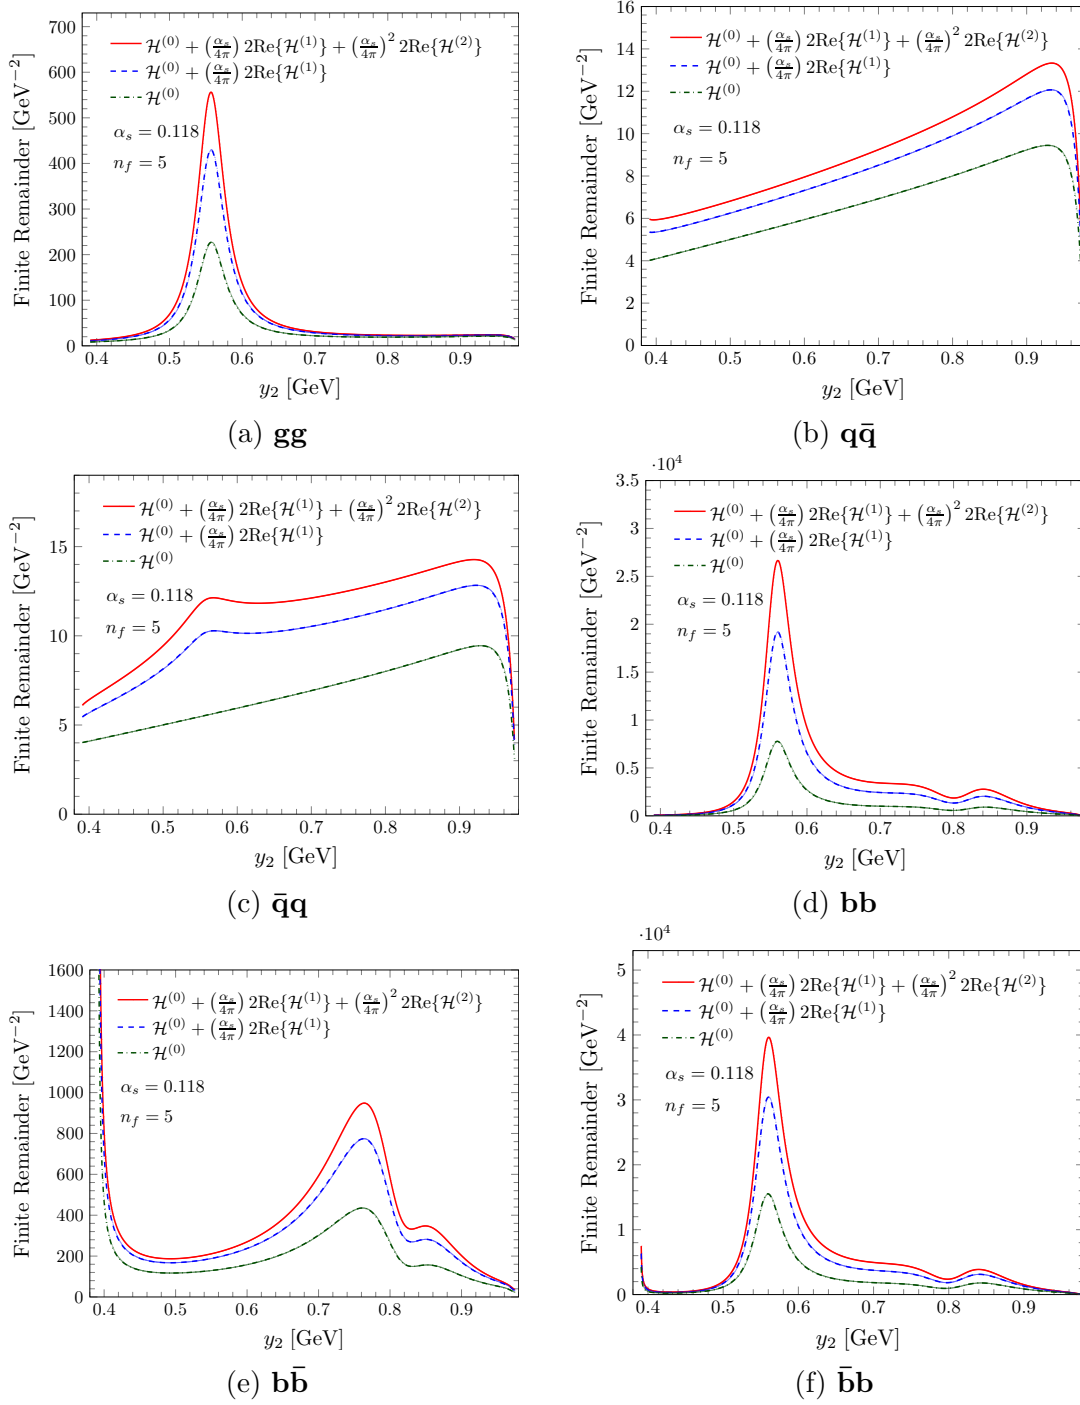 700
600
500
400
300
200
100
0
Finite Remainder [GeV⁻²]
ℋ⁽⁰⁾ + (αₛ/4π) 2Re{ℋ⁽¹⁾} + (αₛ/4π)² 2Re{ℋ⁽²⁾}
ℋ⁽⁰⁾ + (αₛ/4π) 2Re{ℋ⁽¹⁾}
ℋ⁽⁰⁾
αₛ = 0.118
n_f = 5
0.4 0.5 0.6 0.7 0.8 0.9
y₂ [GeV]
(a) gg
16
14
12
10
8
6
4
2
0
Finite Remainder [GeV⁻²]
ℋ⁽⁰⁾ + (αₛ/4π) 2Re{ℋ⁽¹⁾} + (αₛ/4π)² 2Re{ℋ⁽²⁾}
ℋ⁽⁰⁾ + (αₛ/4π) 2Re{ℋ⁽¹⁾}
ℋ⁽⁰⁾
αₛ = 0.118
n_f = 5
0.4 0.5 0.6 0.7 0.8 0.9
y₂ [GeV]
(b) qq̄
15
10
5
0
Finite Remainder [GeV⁻²]
ℋ⁽⁰⁾ + (αₛ/4π) 2Re{ℋ⁽¹⁾} + (αₛ/4π)² 2Re{ℋ⁽²⁾}
ℋ⁽⁰⁾ + (αₛ/4π) 2Re{ℋ⁽¹⁾}
ℋ⁽⁰⁾
αₛ = 0.118
n_f = 5
0.4 0.5 0.6 0.7 0.8 0.9
y₂ [GeV]
(c) q̄q
·10⁴
3.5
3
2.5
2
1.5
1
0.5
0
Finite Remainder [GeV⁻²]
ℋ⁽⁰⁾ + (αₛ/4π) 2Re{ℋ⁽¹⁾} + (αₛ/4π)² 2Re{ℋ⁽²⁾}
ℋ⁽⁰⁾ + (αₛ/4π) 2Re{ℋ⁽¹⁾}
ℋ⁽⁰⁾
αₛ = 0.118
n_f = 5
0.4 0.5 0.6 0.7 0.8 0.9
y₂ [GeV]
(d) bb
1600
1400
1200
1000
800
600
400
200
0
Finite Remainder [GeV⁻²]
ℋ⁽⁰⁾ + (αₛ/4π) 2Re{ℋ⁽¹⁾} + (αₛ/4π)² 2Re{ℋ⁽²⁾}
ℋ⁽⁰⁾ + (αₛ/4π) 2Re{ℋ⁽¹⁾}
ℋ⁽⁰⁾
αₛ = 0.118
n_f = 5
0.4 0.5 0.6 0.7 0.8 0.9
y₂ [GeV]
(e) bb̄
·10⁴
5
4
3
2
1
0
Finite Remainder [GeV⁻²]
ℋ⁽⁰⁾ + (αₛ/4π) 2Re{ℋ⁽¹⁾} + (αₛ/4π)² 2Re{ℋ⁽²⁾}
ℋ⁽⁰⁾ + (αₛ/4π) 2Re{ℋ⁽¹⁾}
ℋ⁽⁰⁾
αₛ = 0.118
n_f = 5
0.4 0.5 0.6 0.7 0.8 0.9
y₂ [GeV]
(f) b̄b